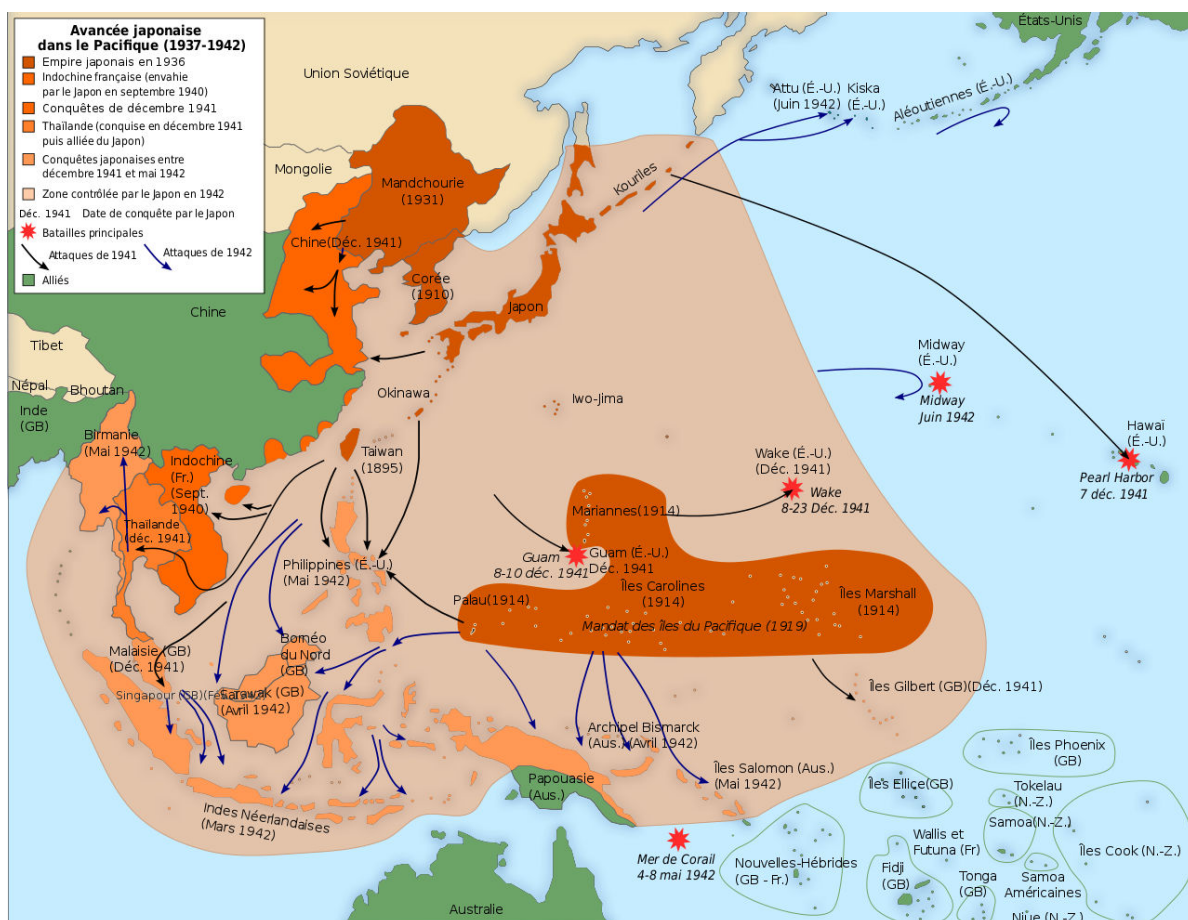 Avancée japonaise
dans le Pacifique (1937-1942)
Empire japonais en 1936
Indochine française (envahie
par le Japon en septembre 1940)
Conquêtes de décembre 1941
Thaïlande (conquise en décembre 1941
puis alliée du Japon)
Conquêtes japonaises entre
décembre 1941 et mai 1942
Zone contrôlée par le Japon en 1942
Déc. 1941 Date de conquête par le Japon
Batailles principales
Attaques de 1941
Attaques de 1942
Alliés
États-Unis
Union Soviétique
Attu (É.-U.)
(Juin 1942)
Kiska
(É.-U.)
Aléoutiennes (É.-U.)
Mongolie
Mandchourie
(1931)
Kouriles
Chine(Déc. 1941)
Corée
(1910)
Japon
Chine
Tibet
Népal
Bhoutan
Inde
(GB)
Okinawa
Iwo-Jima
Midway
(É.-U.)
Midway
Juin 1942
Hawaï
(É.-U.)
Pearl Harbor
7 déc. 1941
Birmanie
(Mai 1942)
Indochine
(Fr.)
(Sept.
1940)
Taiwan
(1895)
Wake (É.-U.)
(Déc. 1941)
Wake
8-23 Déc. 1941
Thaïlande
(déc. 1941)
Mariannes(1914)
Philippines (É.-U.)
(Mai 1942)
Guam
8-10 déc. 1941
Guam (É.-U.)
Déc. 1941
Îles Carolines
(1914)
Îles Marshall
(1914)
Palau(1914)
Mandat des îles du Pacifique (1919)
Malaisie (GB)
(Déc. 1941)
Bornéo
du Nord
(GB)
Singapour (GB)
Sarawak (GB)
(Avril 1942)
Îles Gilbert (GB)(Déc. 1941)
Archipel Bismarck
(Aus.) (Avril 1942)
Îles Salomon (Aus.)
(Mai 1942)
Papouasie
(Aus.)
Indes Néerlandaises
(Mars 1942)
Mer de Corail
4-8 mai 1942
Îles Phoenix
(GB)
Îles Ellice(GB)
Tokelau
(N.-Z.)
Samoa(N.-Z.)
Wallis et
Futuna (Fr)
Îles Cook (N.-Z.)
Nouvelles-Hébrides
(GB - Fr.)
Fidji
(GB)
Tonga
(GB)
Samoa
Américaines
Niue (N.-Z.)
Australie